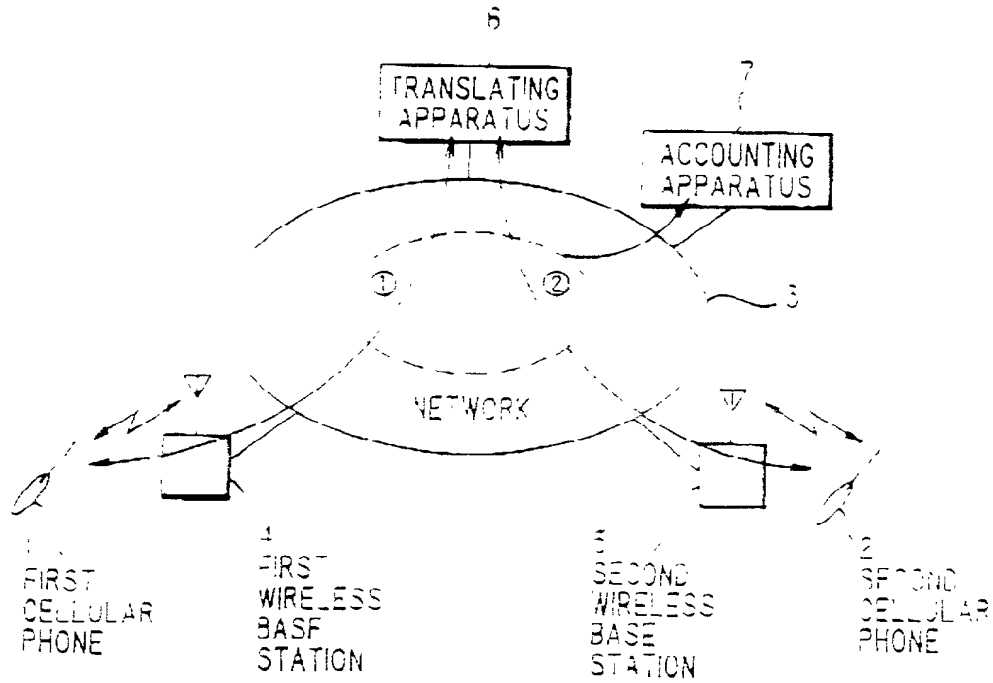 6
TRANSLATING
APPARATUS
7
ACCOUNTING
APPARATUS
①
②
3
NETWORK
1
FIRST
CELLULAR
PHONE
4
FIRST
WIRELESS
BASE
STATION
5
SECOND
WIRELESS
BASE
STATION
2
SECOND
CELLULAR
PHONE